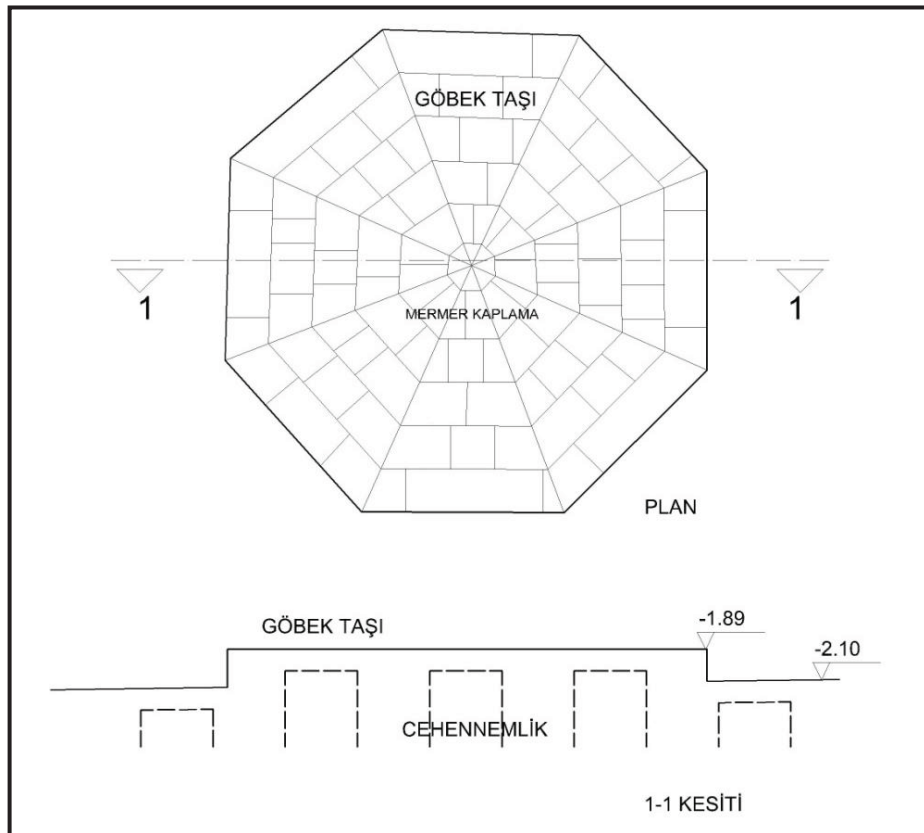 GÖBEK TAŞI
1
1
MERMER KAPLAMA
PLAN
-1.89
GÖBEK TAŞI
-2.10
CEHENNEMLİK
1-1 KESİTİ